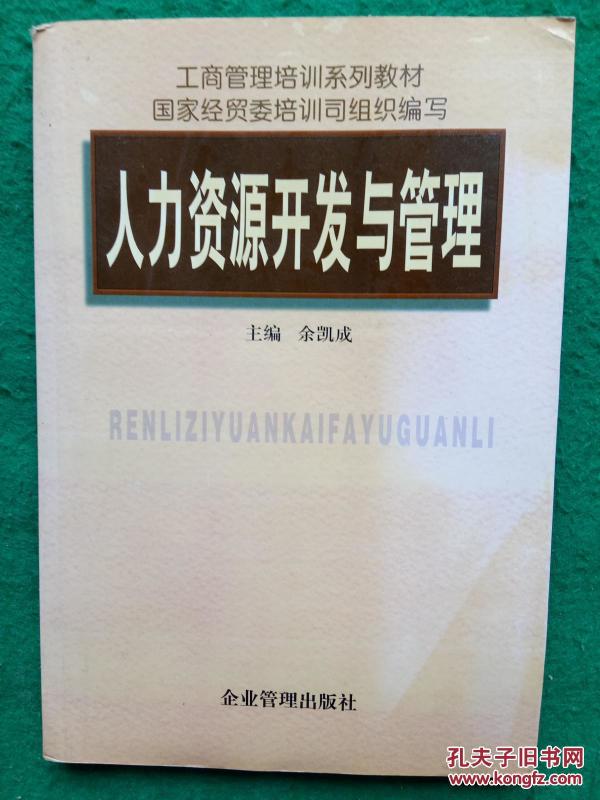 工商管理培训系列教材
国家经贸委培训司组织编写
人力资源开发与管理
主编 余凯成
RENLIZIYUANKAIFAYUGUANLI
企业管理出版社
孔夫子旧书网
www.kongfz.com